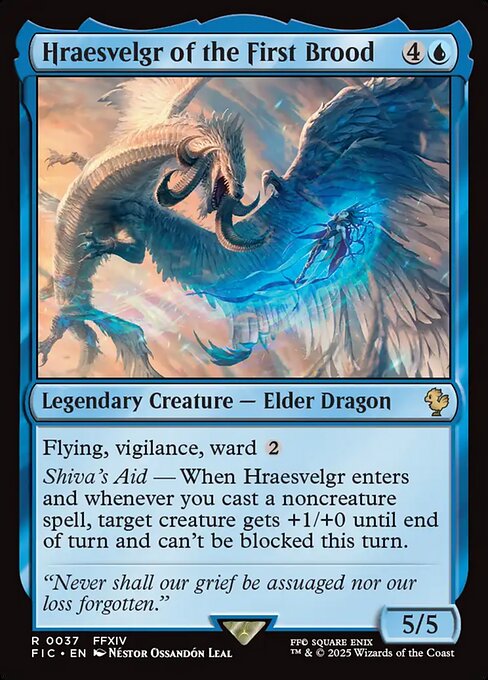 Hraesvelgr of the First Brood 4
Legendary Creature — Elder Dragon
Flying, vigilance, ward 2
Shiva's Aid — When Hraesvelgr enters
and whenever you cast a noncreature
spell, target creature gets +1/+0 until end
of turn and can't be blocked this turn.
"Never shall our grief be assuaged nor our
loss forgotten."
5/5
R 0037 FFXIV
FIC • EN Néstor Ossandón Leal
FF© SQUARE ENIX
™ & © 2025 Wizards of the Coast